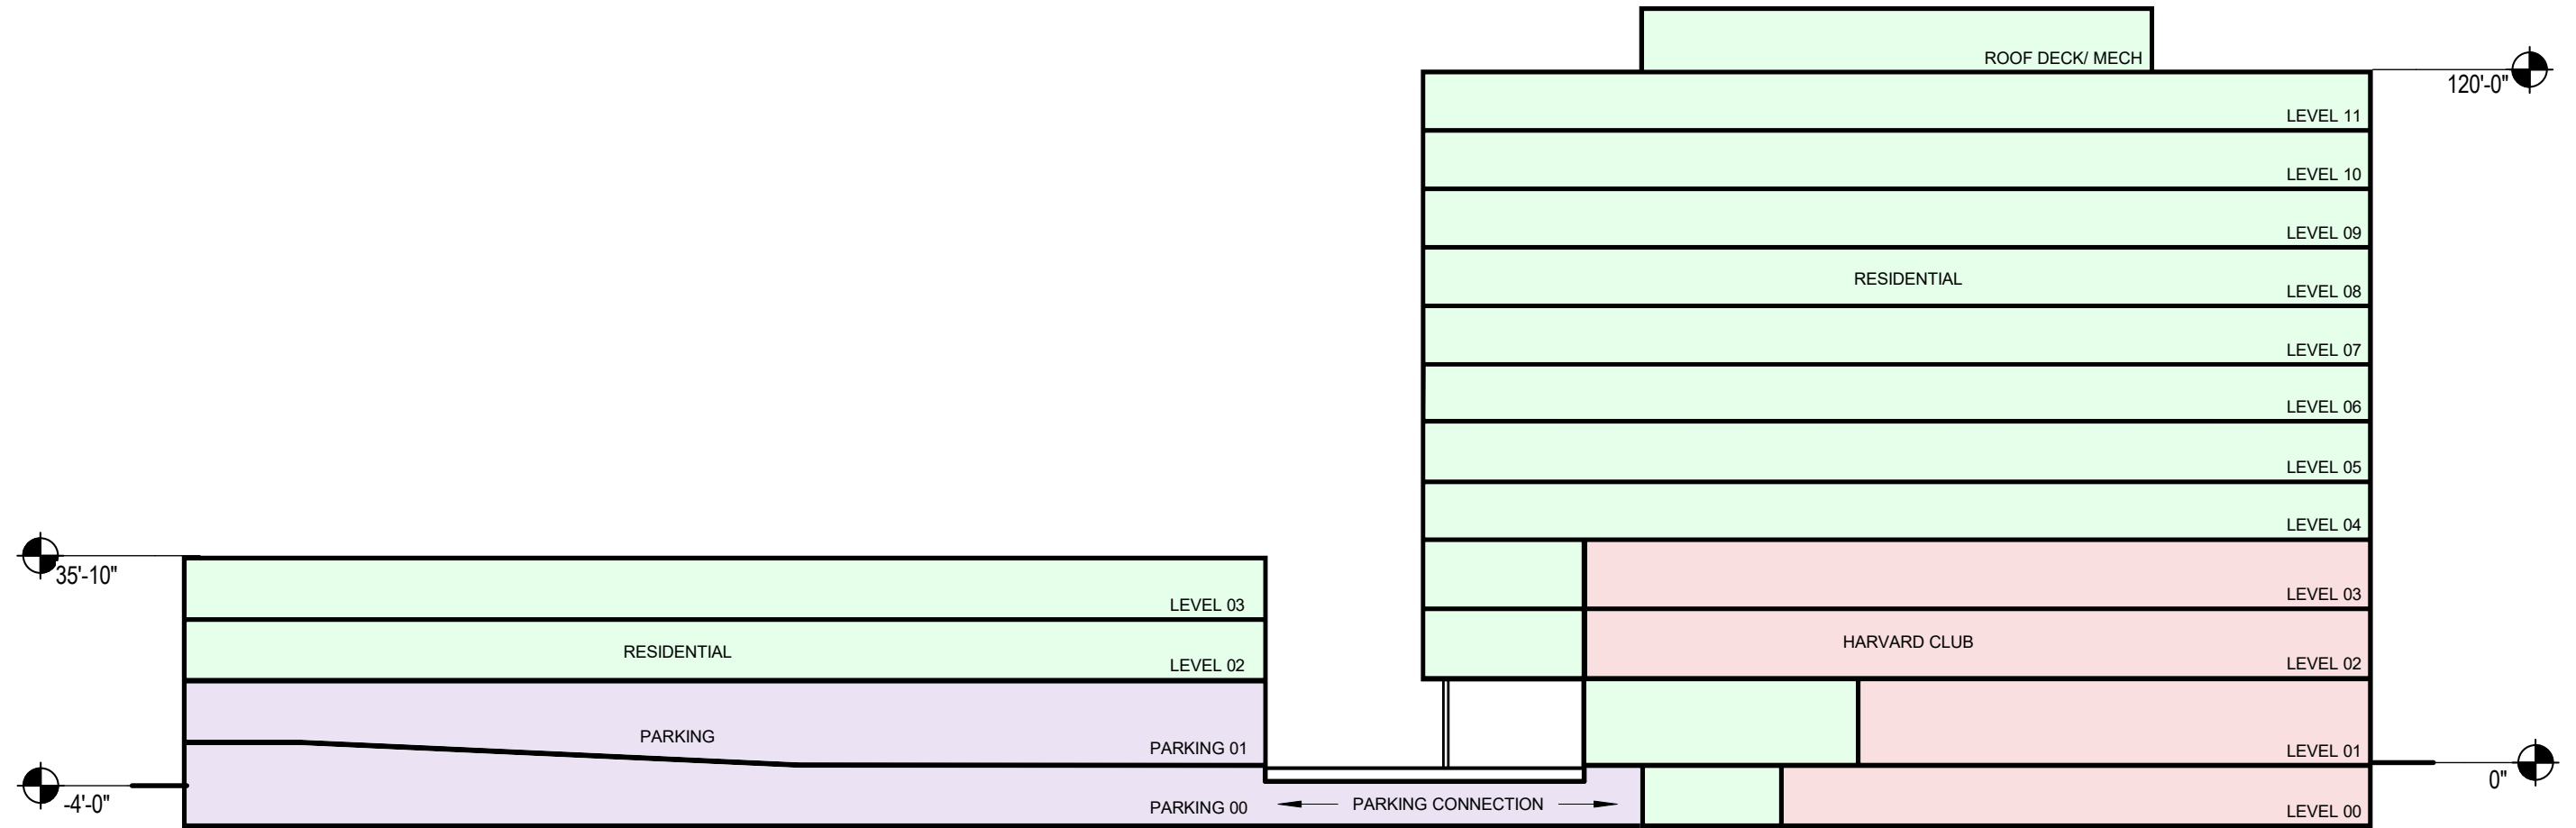 ROOF DECK/ MECH
120'-0"
LEVEL 11
LEVEL 10
LEVEL 09
RESIDENTIAL
LEVEL 08
LEVEL 07
LEVEL 06
LEVEL 05
LEVEL 04
35'-10"
LEVEL 03
LEVEL 03
RESIDENTIAL
LEVEL 02
HARVARD CLUB
LEVEL 02
PARKING
PARKING 01
LEVEL 01
0"
-4'-0"
PARKING 00
PARKING CONNECTION
LEVEL 00